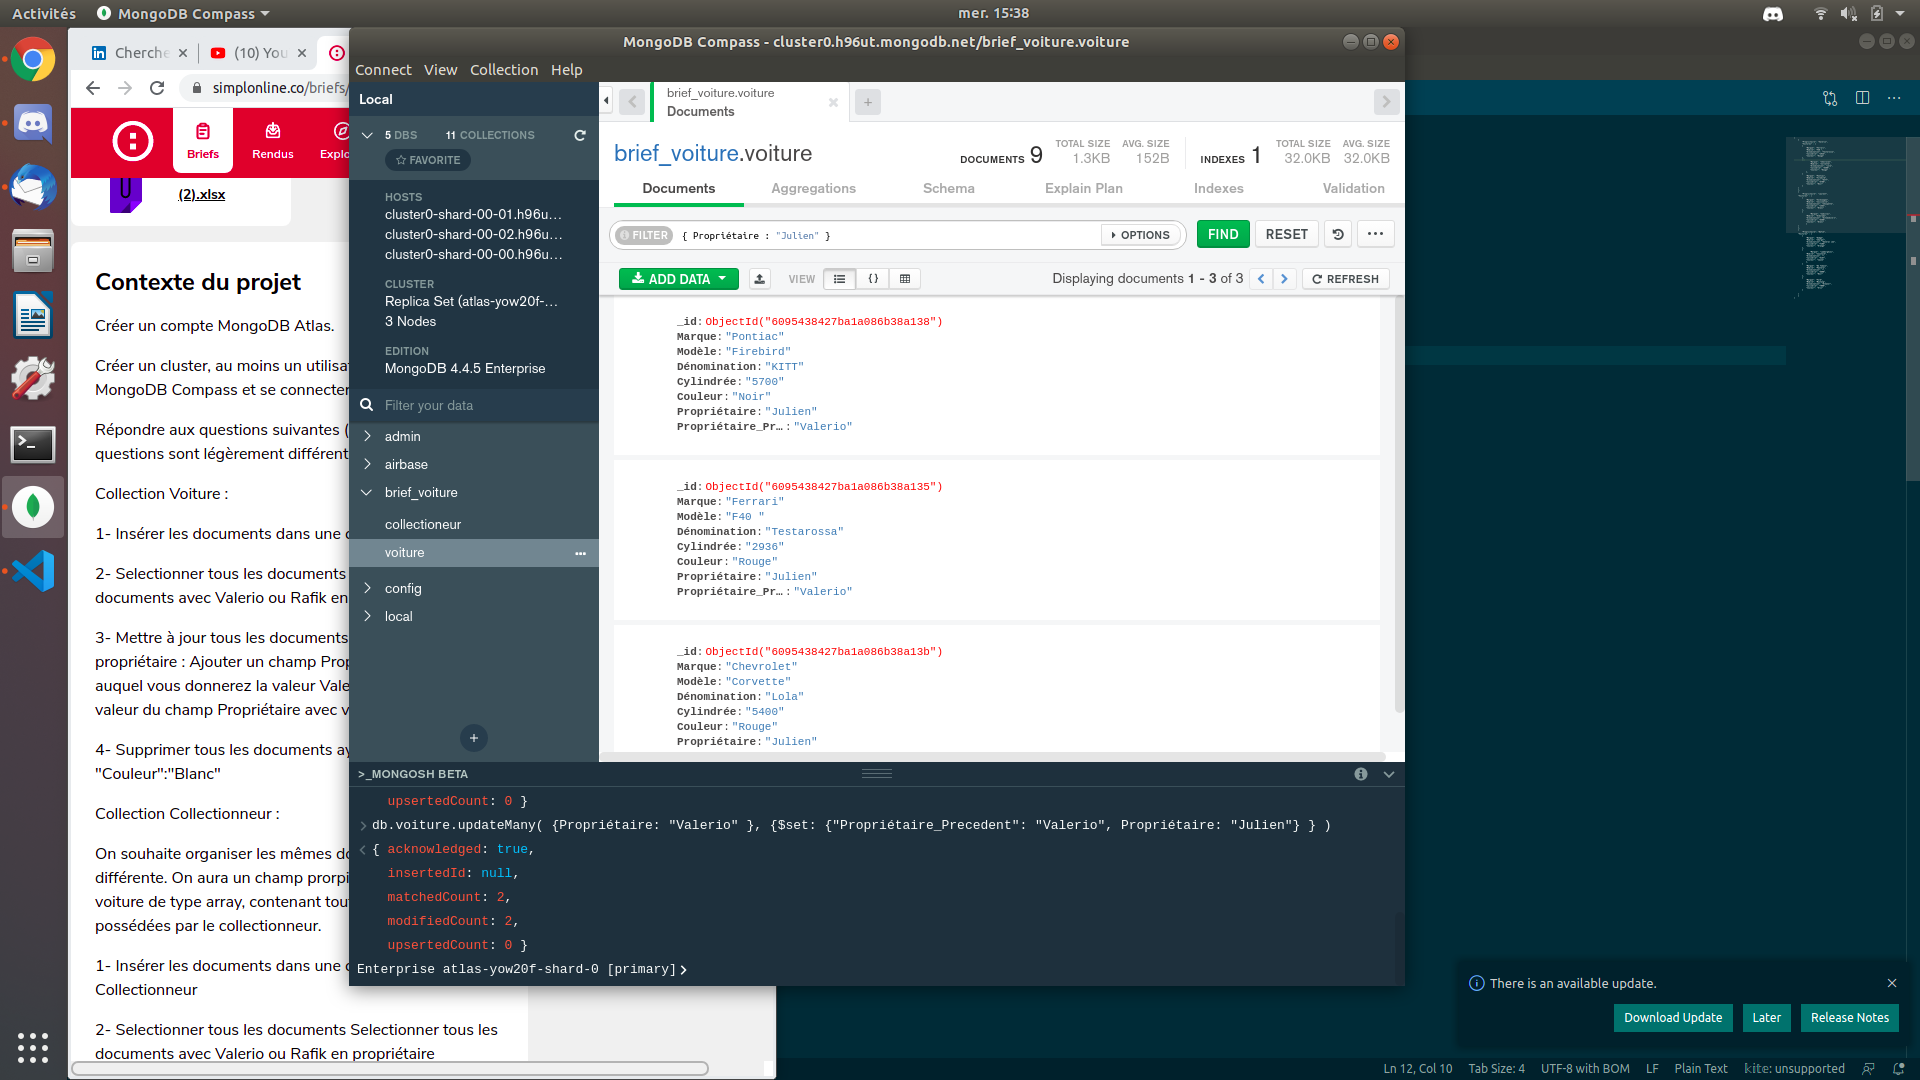 Activités
MongoDB Compass
mer. 15:38
Cherche
(10) You
simplonline.co/briefs/
Briefs
Rendus
Explo
(2).xlsx
Contexte du projet
Créer un compte MongoDB Atlas.
Créer un cluster, au moins un utilisat
MongoDB Compass et se connecter
Répondre aux questions suivantes (
questions sont légèrement différent
Collection Voiture :
1- Insérer les documents dans une c
2- Selectionner tous les documents
documents avec Valerio ou Rafik en
3- Mettre à jour tous les documents
propriétaire : Ajouter un champ Prop
auquel vous donnerez la valeur Vale
valeur du champ Propriétaire avec v
4- Supprimer tous les documents ay
"Couleur":"Blanc"
Collection Collectionneur :
On souhaite organiser les mêmes do
différente. On aura un champ prorpi
voiture de type array, contenant tou
possédées par le collectionneur.
1- Insérer les documents dans une c
Collectionneur
2- Selectionner tous les documents Selectionner tous les
documents avec Valerio ou Rafik en propriétaire
MongoDB Compass - cluster0.h96ut.mongodb.net/brief_voiture.voiture
Connect View Collection Help
Local
5 DBS 11 COLLECTIONS
FAVORITE
HOSTS
cluster0-shard-00-01.h96u...
cluster0-shard-00-02.h96u...
cluster0-shard-00-00.h96u...
CLUSTER
Replica Set (atlas-yow20f-...
3 Nodes
EDITION
MongoDB 4.4.5 Enterprise
Filter your data
admin
airbase
brief_voiture
collectioneur
voiture
config
local
brief_voiture.voiture
Documents
brief_voiture.voiture
DOCUMENTS 9 TOTAL SIZE 1.3KB AVG. SIZE 152B INDEXES 1 TOTAL SIZE 32.0KB AVG. SIZE 32.0KB
Documents Aggregations Schema Explain Plan Indexes Validation
FILTER { Propriétaire : "Julien" } OPTIONS FIND RESET
ADD DATA VIEW Displaying documents 1 - 3 of 3 REFRESH
_id:ObjectId("6095438427ba1a086b38a138")
Marque:"Pontiac"
Modèle:"Firebird"
Dénomination:"KITT"
Cylindrée:"5700"
Couleur:"Noir"
Propriétaire:"Julien"
Propriétaire_Pr…:"Valerio"
_id:ObjectId("6095438427ba1a086b38a135")
Marque:"Ferrari"
Modèle:"F40 "
Dénomination:"Testarossa"
Cylindrée:"2936"
Couleur:"Rouge"
Propriétaire:"Julien"
Propriétaire_Pr…:"Valerio"
_id:ObjectId("6095438427ba1a086b38a13b")
Marque:"Chevrolet"
Modèle:"Corvette"
Dénomination:"Lola"
Cylindrée:"5400"
Couleur:"Rouge"
Propriétaire:"Julien"
>_MONGOSH BETA
upsertedCount: 0 }
> db.voiture.updateMany( {Propriétaire: "Valerio" }, {$set: {"Propriétaire_Precedent": "Valerio", Propriétaire: "Julien"} } )
< { acknowledged: true,
insertedId: null,
matchedCount: 2,
modifiedCount: 2,
upsertedCount: 0 }
Enterprise atlas-yow20f-shard-0 [primary]>
There is an available update.
Download Update
Later
Release Notes
Ln 12, Col 10 Tab Size: 4 UTF-8 with BOM LF Plain Text kite: unsupported